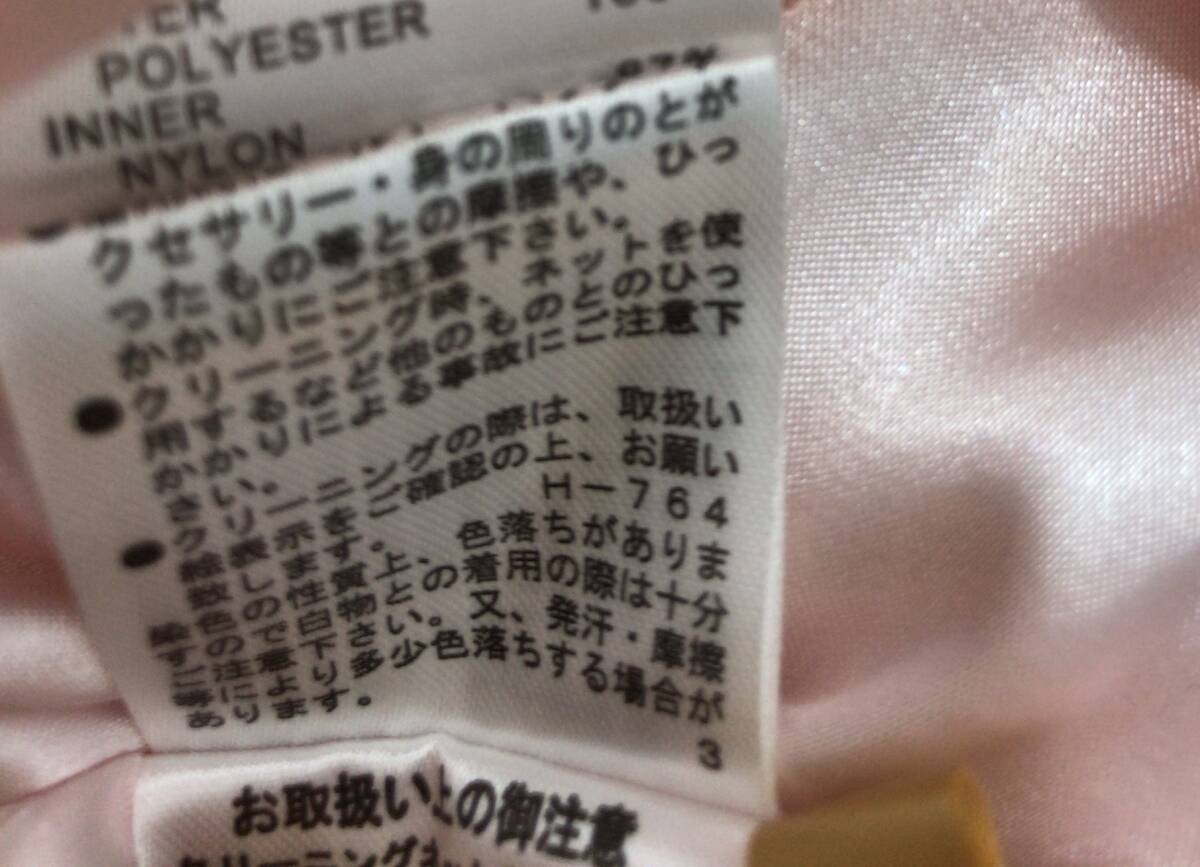 POLYESTER
INNER
NYLON
クセサリー・身の周りのとが
ったもの等との摩擦や、ひっ
かかりにご注意下さい。
●クリーニング時、ネットを使
用するなど他のものとのひっ
かかりによる事故にご注意下
さい。
●クリーニングの際は、取扱い
絵表示をご確認の上、お願い
致します。
H-764
色の性質上、色落ちがありま
すので白物との着用の際は十分
ご注意下さい。又、発汗・摩擦
等により多少色落ちする場合が
あります。
3
お取扱い上の御注意
クリーニング